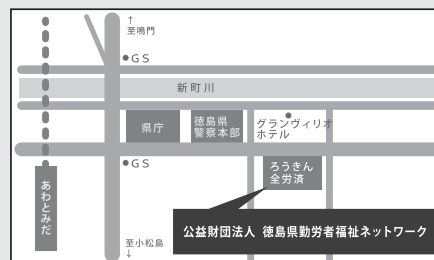 ↑
至鳴門
●GS
新町川
県庁
徳島県
警察本部
グランヴィリオ
ホテル
●GS
ろうきん
全労済
あわとみだ
公益財団法人 徳島県勤労者福祉ネットワーク
至小松島
↓